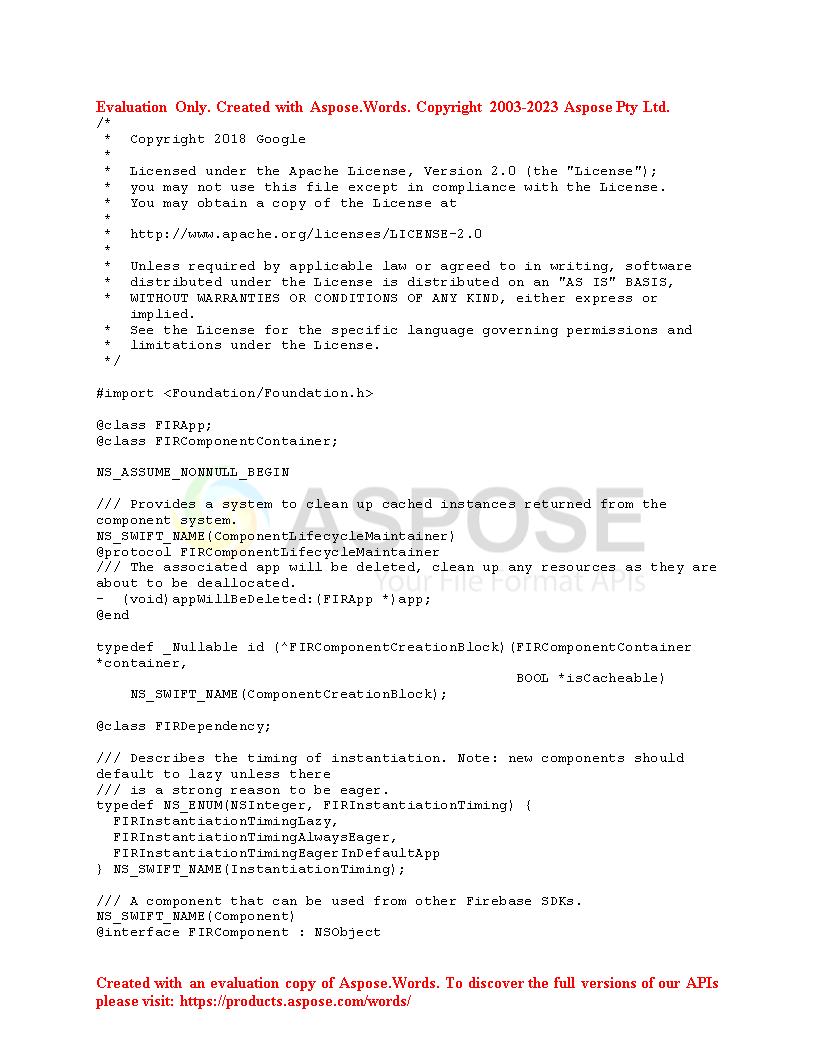 Evaluation Only. Created with Aspose.Words. Copyright 2003-2023 Aspose Pty Ltd.
/*
 *  Copyright 2018 Google
 *
 *  Licensed under the Apache License, Version 2.0 (the "License");
 *  you may not use this file except in compliance with the License.
 *  You may obtain a copy of the License at
 *
 *  http://www.apache.org/licenses/LICENSE-2.0
 *
 *  Unless required by applicable law or agreed to in writing, software
 *  distributed under the License is distributed on an "AS IS" BASIS,
 *  WITHOUT WARRANTIES OR CONDITIONS OF ANY KIND, either express or
    implied.
 *  See the License for the specific language governing permissions and
 *  limitations under the License.
 */

#import <Foundation/Foundation.h>

@class FIRApp;
@class FIRComponentContainer;

NS_ASSUME_NONNULL_BEGIN

/// Provides a system to clean up cached instances returned from the
component system.
NS_SWIFT_NAME(ComponentLifecycleMaintainer)
@protocol FIRComponentLifecycleMaintainer
/// The associated app will be deleted, clean up any resources as they are
about to be deallocated.
-  (void)appWillBeDeleted:(FIRApp *)app;
@end
ASPOSE
Your File Format APIs

typedef _Nullable id (^FIRComponentCreationBlock)(FIRComponentContainer
*container,
                                                  BOOL *isCacheable)
    NS_SWIFT_NAME(ComponentCreationBlock);

@class FIRDependency;

/// Describes the timing of instantiation. Note: new components should
default to lazy unless there
/// is a strong reason to be eager.
typedef NS_ENUM(NSInteger, FIRInstantiationTiming) {
  FIRInstantiationTimingLazy,
  FIRInstantiationTimingAlwaysEager,
  FIRInstantiationTimingEagerInDefaultApp
} NS_SWIFT_NAME(InstantiationTiming);

/// A component that can be used from other Firebase SDKs.
NS_SWIFT_NAME(Component)
@interface FIRComponent : NSObject

Created with an evaluation copy of Aspose.Words. To discover the full versions of our APIs
please visit: https://products.aspose.com/words/